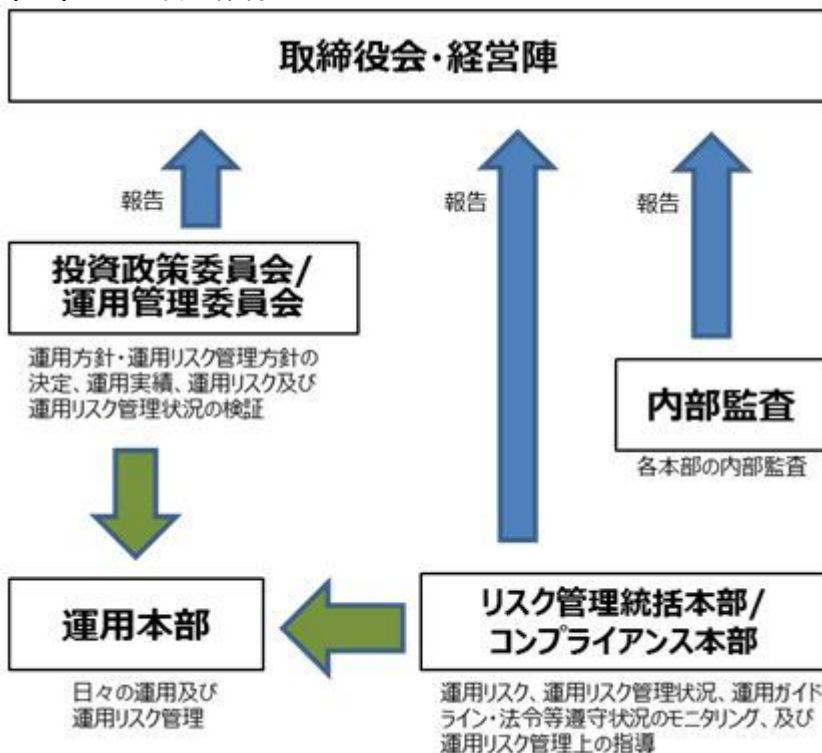 取締役会・経営陣
報告
報告
報告
投資政策委員会/
運用管理委員会
運用方針・運用リスク管理方針の
決定、運用実績、運用リスク及び
運用リスク管理状況の検証
内部監査
各本部の内部監査
運用本部
日々の運用及び
運用リスク管理
リスク管理統括本部/
コンプライアンス本部
運用リスク、運用リスク管理状況、運用ガイド
ライン・法令等遵守状況のモニタリング、及び
運用リスク管理上の指導